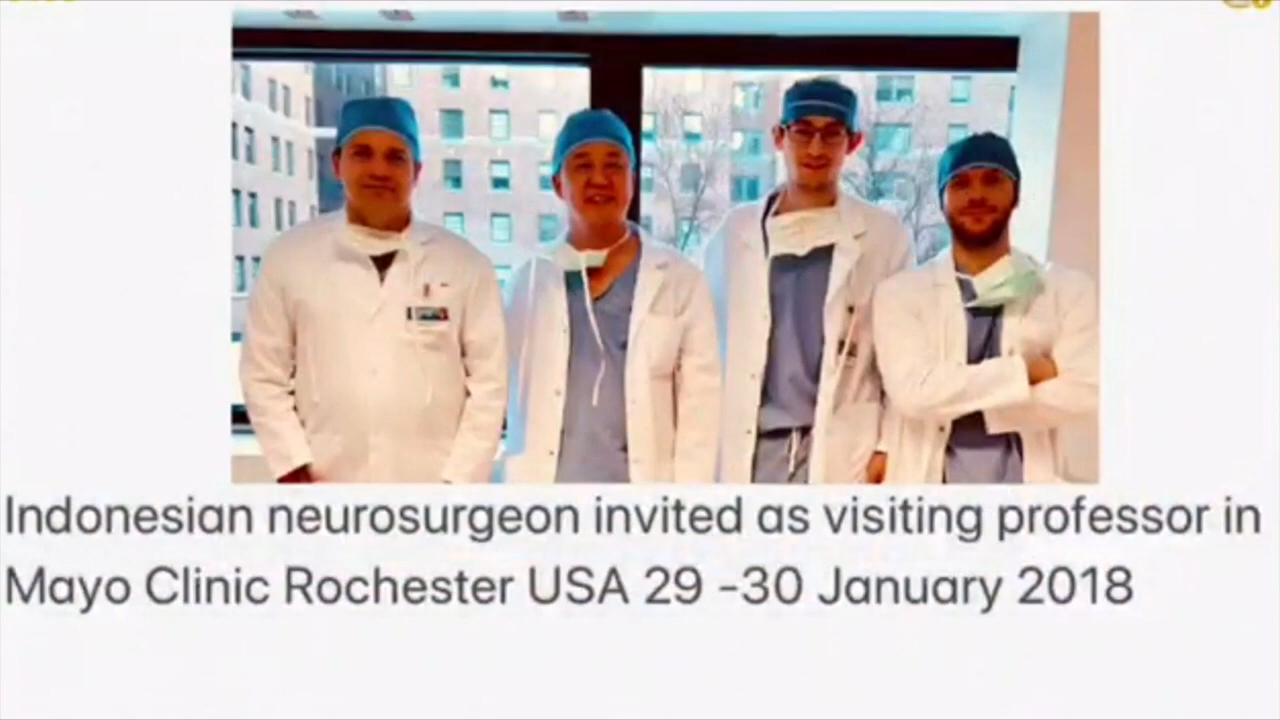 Indonesian neurosurgeon invited as visiting professor in
Mayo Clinic Rochester USA 29 -30 January 2018